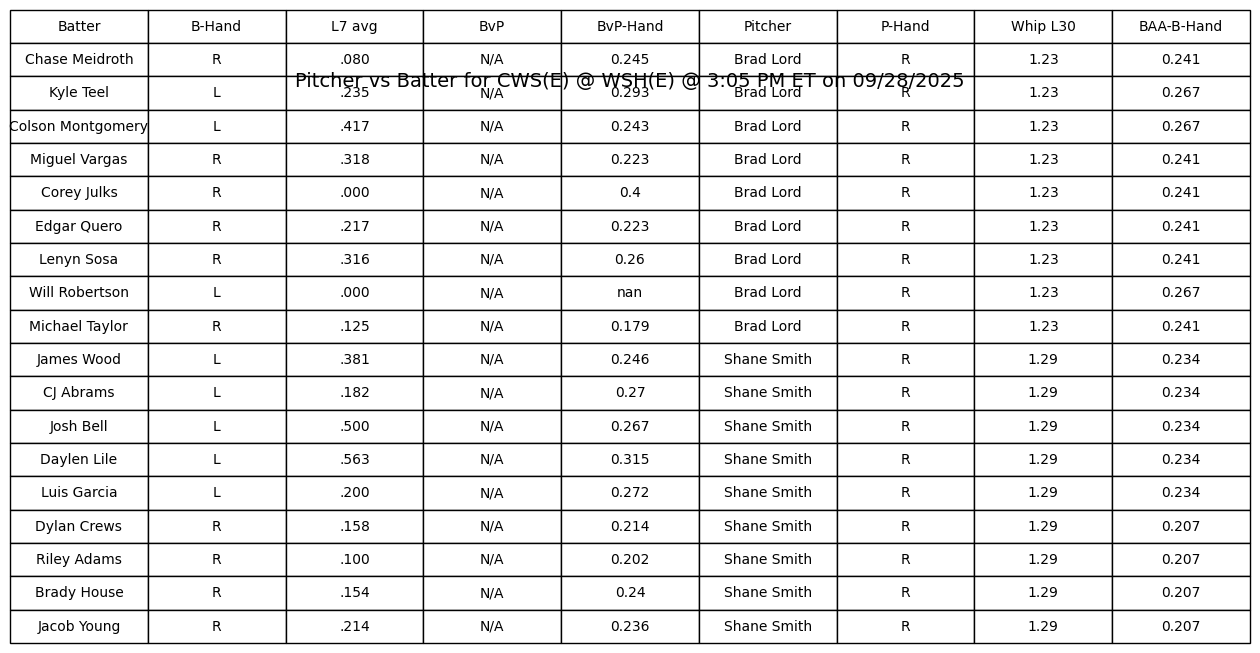 Batter B-Hand L7 avg BvP BvP-Hand Pitcher P-Hand Whip L30 BAA-B-Hand
Chase Meidroth R .080 N/A 0.245 Brad Lord R 1.23 0.241
Pitcher vs Batter for CWS(E) @ WSH(E) @ 3:05 PM ET on 09/28/2025
Kyle Teel L .235 N/A 0.293 Brad Lord R 1.23 0.267
Colson Montgomery L .417 N/A 0.243 Brad Lord R 1.23 0.267
Miguel Vargas R .318 N/A 0.223 Brad Lord R 1.23 0.241
Corey Julks R .000 N/A 0.4 Brad Lord R 1.23 0.241
Edgar Quero R .217 N/A 0.223 Brad Lord R 1.23 0.241
Lenyn Sosa R .316 N/A 0.26 Brad Lord R 1.23 0.241
Will Robertson L .000 N/A nan Brad Lord R 1.23 0.267
Michael Taylor R .125 N/A 0.179 Brad Lord R 1.23 0.241
James Wood L .381 N/A 0.246 Shane Smith R 1.29 0.234
CJ Abrams L .182 N/A 0.27 Shane Smith R 1.29 0.234
Josh Bell L .500 N/A 0.267 Shane Smith R 1.29 0.234
Daylen Lile L .563 N/A 0.315 Shane Smith R 1.29 0.234
Luis Garcia L .200 N/A 0.272 Shane Smith R 1.29 0.234
Dylan Crews R .158 N/A 0.214 Shane Smith R 1.29 0.207
Riley Adams R .100 N/A 0.202 Shane Smith R 1.29 0.207
Brady House R .154 N/A 0.24 Shane Smith R 1.29 0.207
Jacob Young R .214 N/A 0.236 Shane Smith R 1.29 0.207